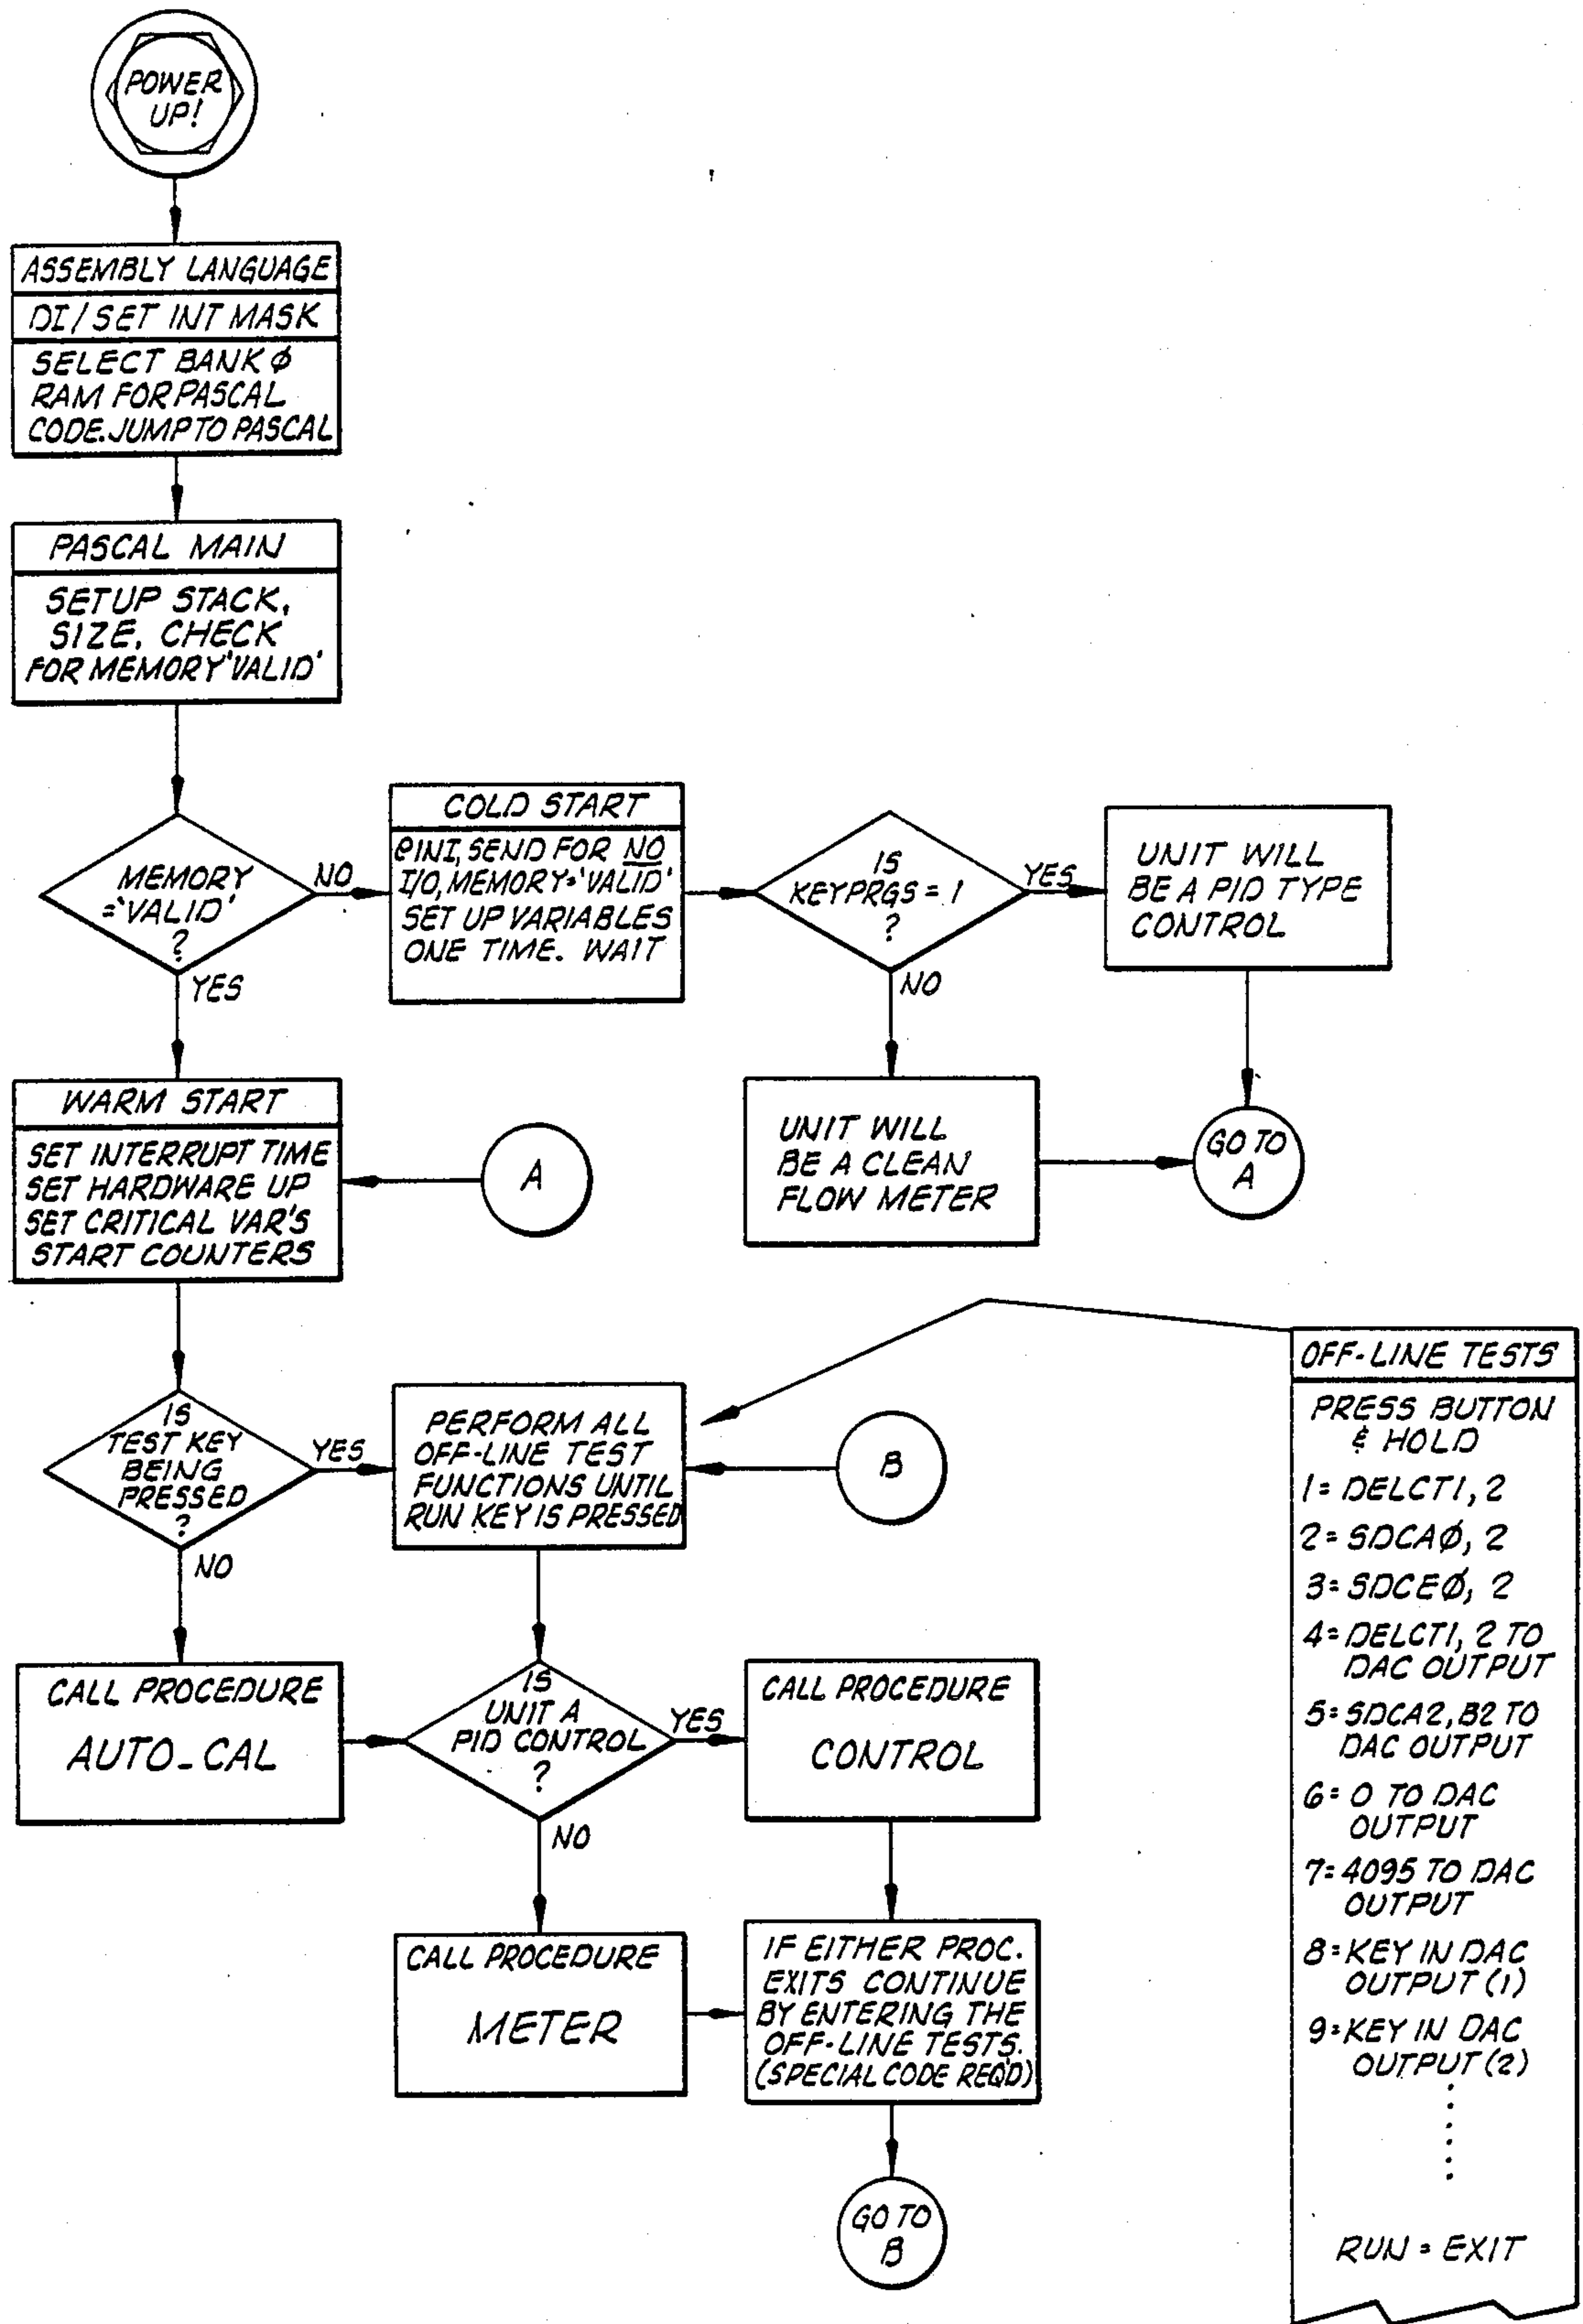 POWER
UP!
ASSEMBLY LANGUAGE
DI/SET INT MASK
SELECT BANK Ø
RAM FOR PASCAL
CODE. JUMP TO PASCAL
PASCAL MAIN
SETUP STACK,
SIZE, CHECK
FOR MEMORY 'VALID'
MEMORY
='VALID'
?
NO
YES
COLD START
@INI, SEND FOR NO
I/O, MEMORY='VALID'
SET UP VARIABLES
ONE TIME. WAIT
IS
KEYPRGS = 1
?
YES
NO
UNIT WILL
BE A PID TYPE
CONTROL
UNIT WILL
BE A CLEAN
FLOW METER
GO TO
A
WARM START
SET INTERRUPT TIME
SET HARDWARE UP
SET CRITICAL VAR'S
START COUNTERS
A
IS
TEST KEY
BEING
PRESSED
?
YES
NO
PERFORM ALL
OFF-LINE TEST
FUNCTIONS UNTIL
RUN KEY IS PRESSED
B
CALL PROCEDURE
AUTO_CAL
IS
UNIT A
PID CONTROL
?
YES
NO
CALL PROCEDURE
CONTROL
CALL PROCEDURE
METER
IF EITHER PROC.
EXITS CONTINUE
BY ENTERING THE
OFF-LINE TESTS.
(SPECIAL CODE REQ'D)
GO TO
B
OFF-LINE TESTS
PRESS BUTTON
& HOLD
1= DELCT1, 2
2= SDCAØ, 2
3= SDCEØ, 2
4= DELCT1, 2 TO
DAC OUTPUT
5= SDCA2, B2 TO
DAC OUTPUT
6= 0 TO DAC
OUTPUT
7= 4095 TO DAC
OUTPUT
8= KEY IN DAC
OUTPUT (1)
9= KEY IN DAC
OUTPUT (2)
RUN = EXIT